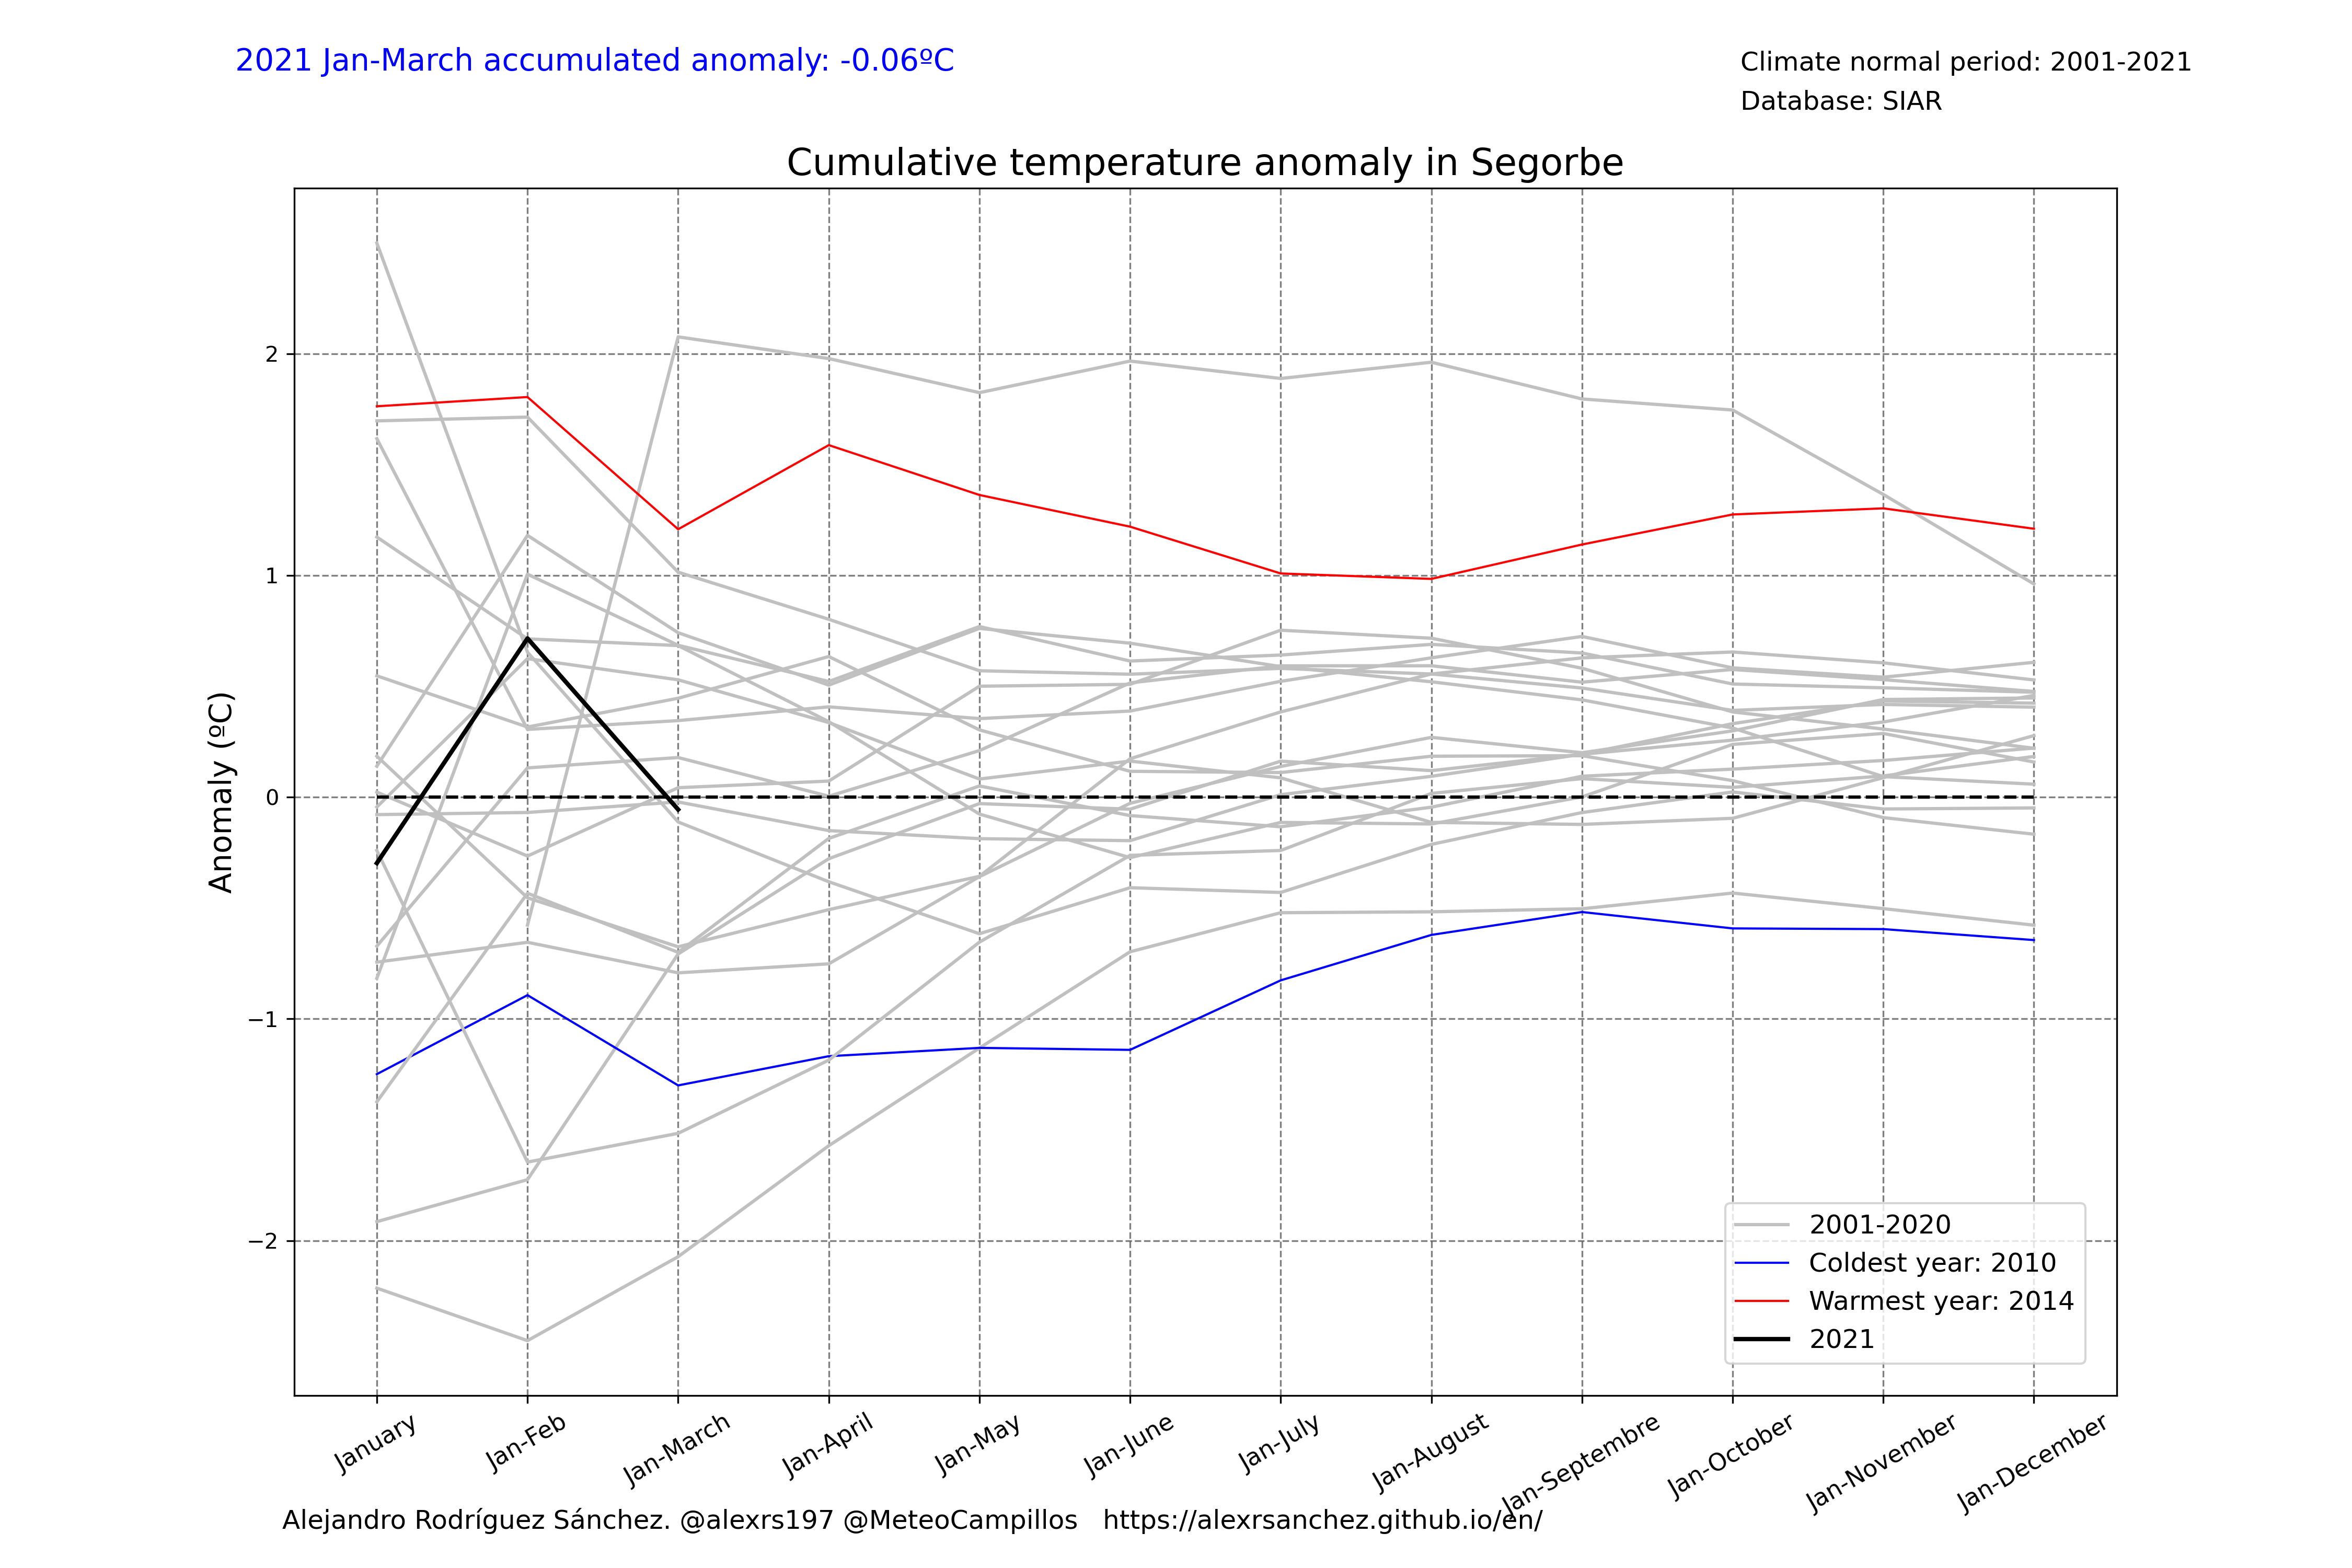 2021 Jan-March accumulated anomaly: -0.06ºC
Climate normal period: 2001-2021
Database: SIAR
Cumulative temperature anomaly in Segorbe
Anomaly (ºC)
2
1
0
−1
−2
2001-2020
Coldest year: 2010
Warmest year: 2014
2021
January
Jan-Feb
Jan-March
Jan-April
Jan-May
Jan-June
Jan-July
Jan-August
Jan-Septembre
Jan-October
Jan-November
Jan-December
Alejandro Rodríguez Sánchez. @alexrs197 @MeteoCampillos   https://alexrsanchez.github.io/en/